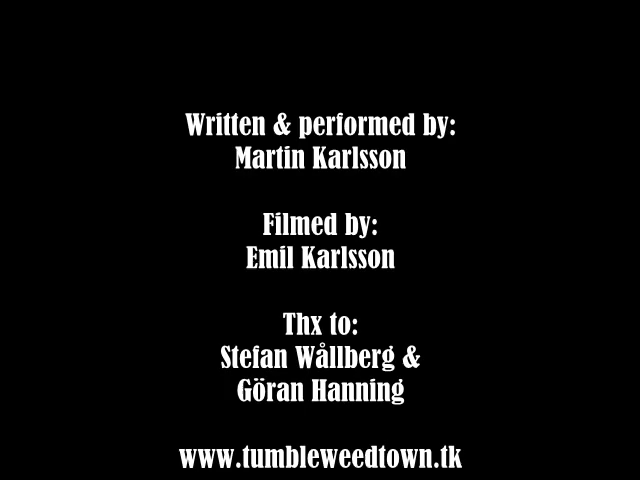 Written & performed by:
Martin Karlsson
Filmed by:
Emil Karlsson
Thx to:
Stefan Wållberg &
Göran Hanning
www.tumbleweedtown.tk